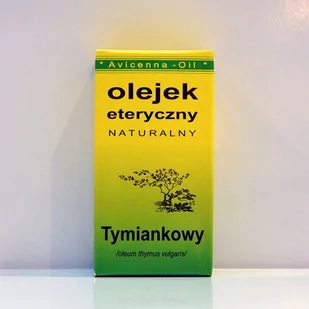 * Avicenna - Oil *
olejek
eteryczny
NATURALNY
Tymiankowy
/oleum thymus vulgaris/